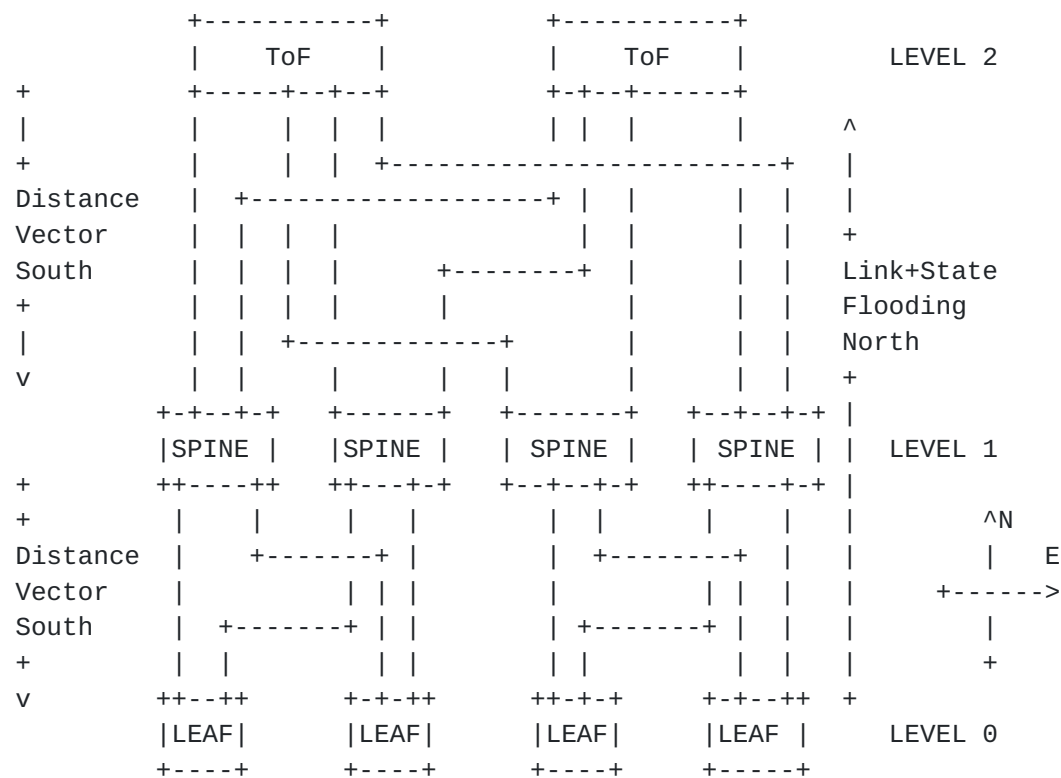 ToF ToF LEVEL 2
Distance
Vector
South Link+State
Flooding
North
SPINE SPINE SPINE SPINE LEVEL 1
^N
Distance E
Vector
South
LEAF LEAF LEAF LEAF LEVEL 0